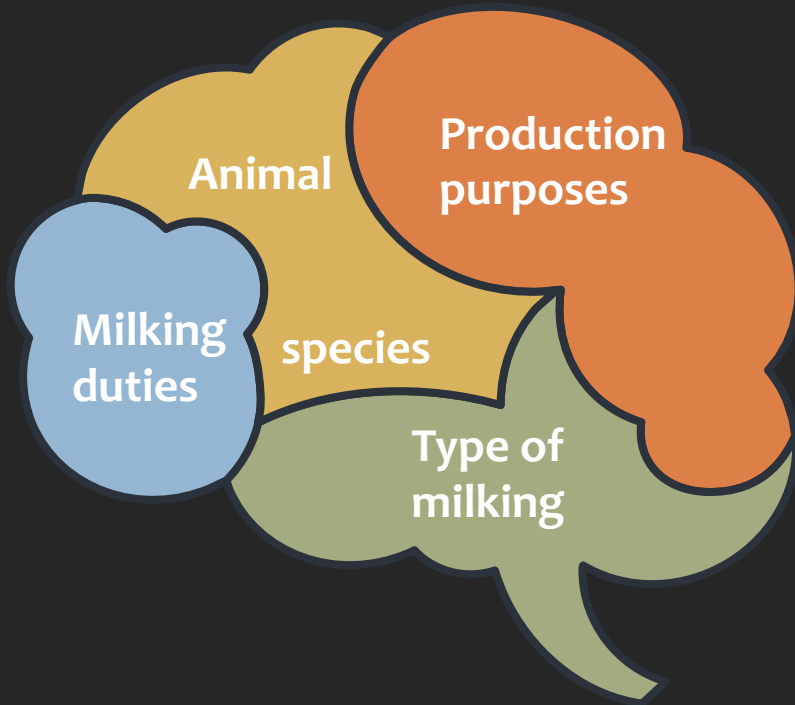 Animal
species
Production
purposes
Milking
duties
Type of
milking